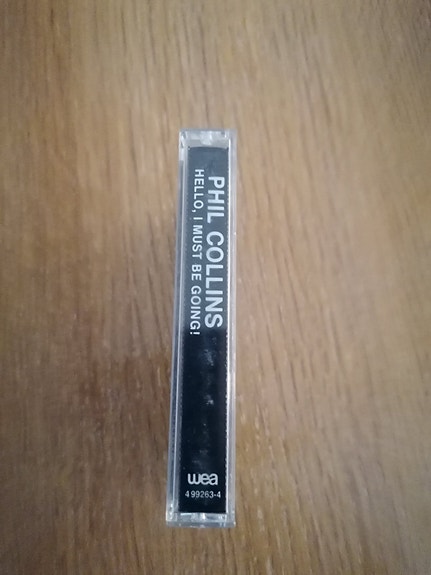 PHIL COLLINS
HELLO, I MUST BE GOING!
wea
4 99263-4